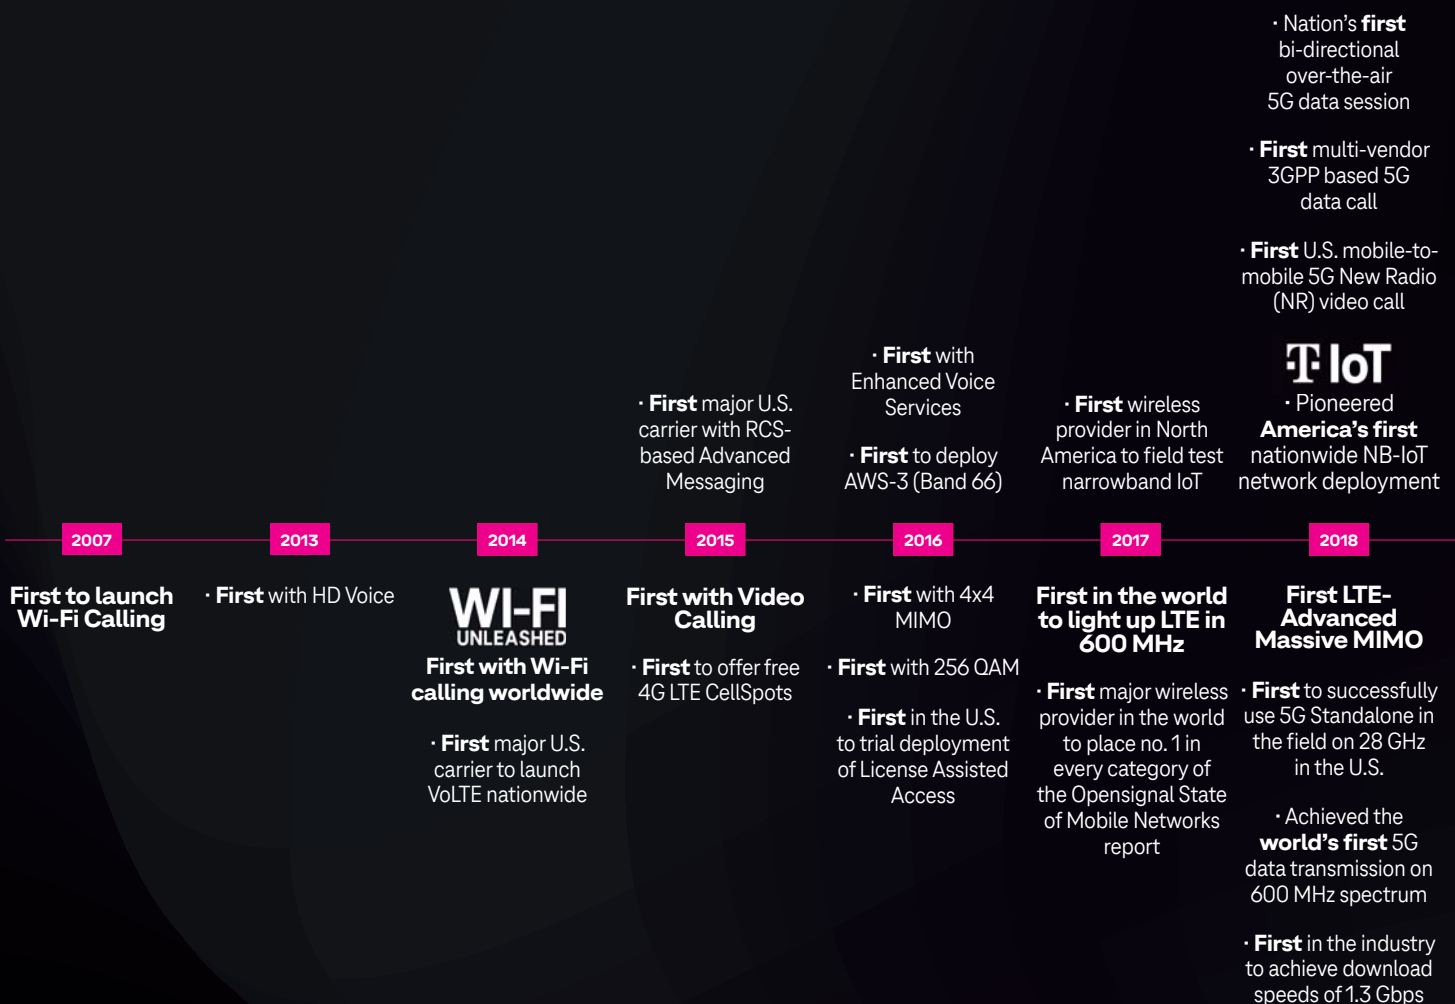 · Nation’s first
bi-directional
over-the-air
5G data session
· First multi-vendor
3GPP based 5G
data call
· First U.S. mobile-to-
mobile 5G New Radio
(NR) video call
· First major U.S.
carrier with RCS-
based Advanced
Messaging
· First with
Enhanced Voice
Services
· First to deploy
AWS-3 (Band 66)
· First wireless
provider in North
America to field test
narrowband IoT
T IoT
· Pioneered
America’s first
nationwide NB-IoT
network deployment
2007
First to launch
Wi-Fi Calling
2013
· First with HD Voice
2014
WI-FI
UNLEASHED
First with Wi-Fi
calling worldwide
· First major U.S.
carrier to launch
VoLTE nationwide
2015
First with Video
Calling
· First to offer free
4G LTE CellSpots
2016
· First with 4x4
MIMO
· First with 256 QAM
· First in the U.S.
to trial deployment
of License Assisted
Access
2017
First in the world
to light up LTE in
600 MHz
· First major wireless
provider in the world
to place no. 1 in
every category of
the Opensignal State
of Mobile Networks
report
2018
First LTE-
Advanced
Massive MIMO
· First to successfully
use 5G Standalone in
the field on 28 GHz
in the U.S.
· Achieved the
world’s first 5G
data transmission on
600 MHz spectrum
· First in the industry
to achieve download
speeds of 1.3 Gbps